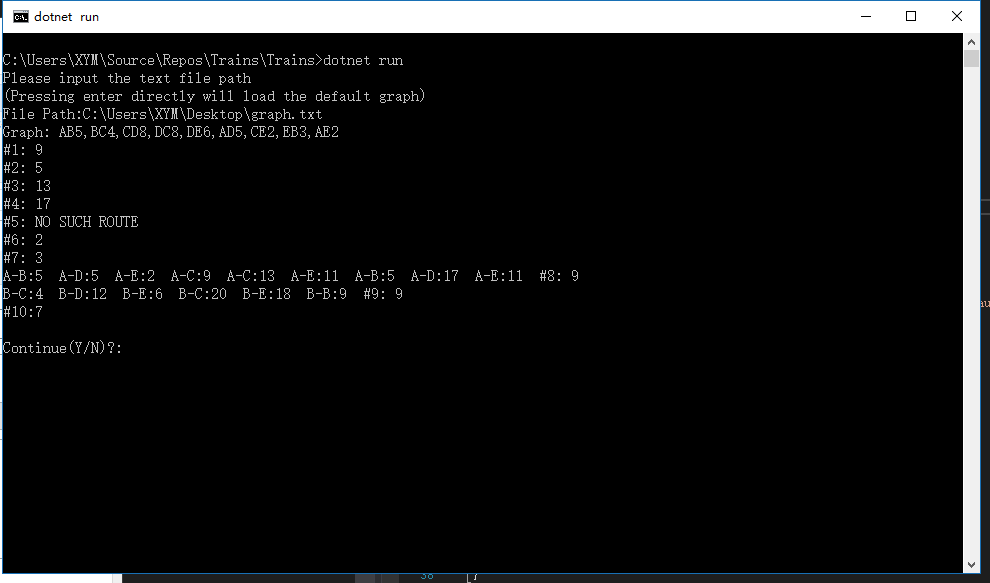 dotnet run
C:\Users\XYM\Source\Repos\Trains\Trains>dotnet run
Please input the text file path
(Pressing enter directly will load the default graph)
File Path:C:\Users\XYM\Desktop\graph.txt
Graph: AB5,BC4,CD8,DC8,DE6,AD5,CE2,EB3,AE2
#1: 9
#2: 5
#3: 13
#4: 17
#5: NO SUCH ROUTE
#6: 2
#7: 3
A-B:5  A-D:5  A-E:2  A-C:9  A-C:13  A-E:11  A-B:5  A-D:17  A-E:11  #8: 9
B-C:4  B-D:12  B-E:6  B-C:20  B-E:18  B-B:9  #9: 9
#10:7
Continue(Y/N)?:
au
38